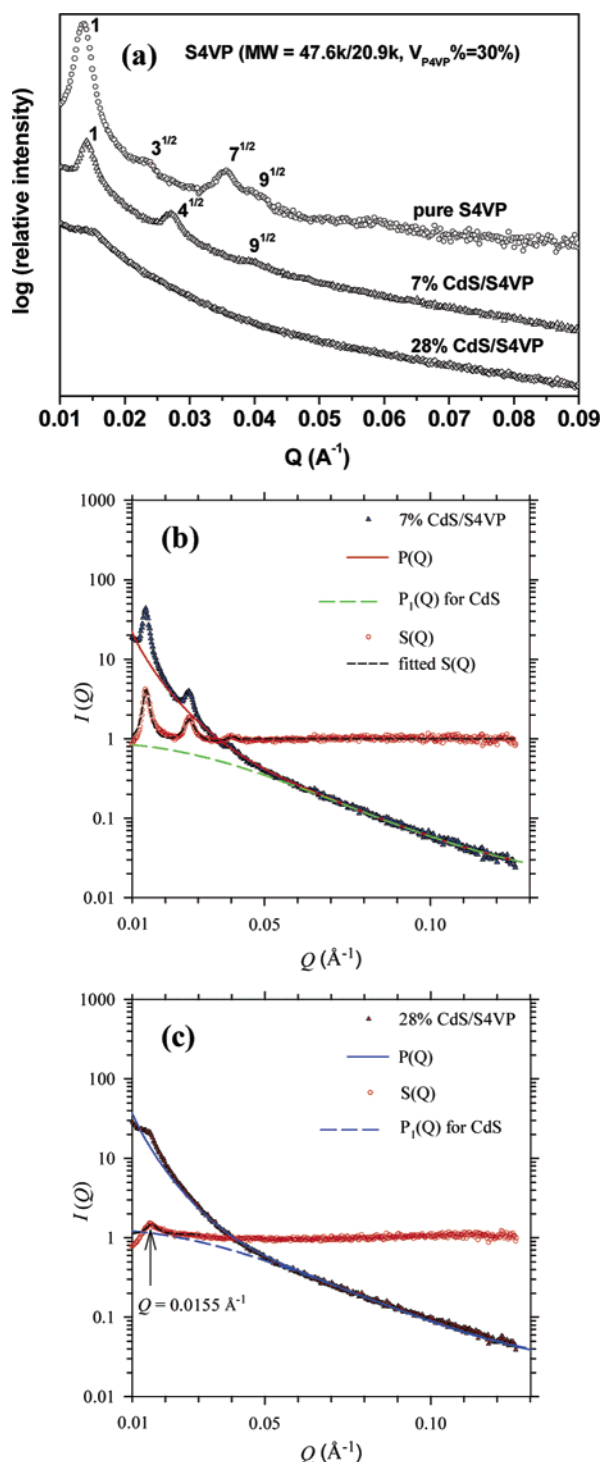 (a) S4VP (MW = 47.6k/20.9k, V_P4VP%=30%)
1
3^1/2
7^1/2
9^1/2
pure S4VP
1
4^1/2
9^1/2
7% CdS/S4VP
28% CdS/S4VP
log (relative intensity)
0.01 0.02 0.03 0.04 0.05 0.06 0.07 0.08 0.09
Q (A^-1)
(b)
7% CdS/S4VP
P(Q)
P₁(Q) for CdS
S(Q)
fitted S(Q)
1000
100
10
1
0.1
0.01
I(Q)
0.01 0.05 0.10
Q (Å^-1)
(c)
28% CdS/S4VP
P(Q)
S(Q)
P₁(Q) for CdS
1000
100
10
1
0.1
0.01
I(Q)
Q = 0.0155 Å^-1
0.01 0.05 0.10
Q (Å^-1)